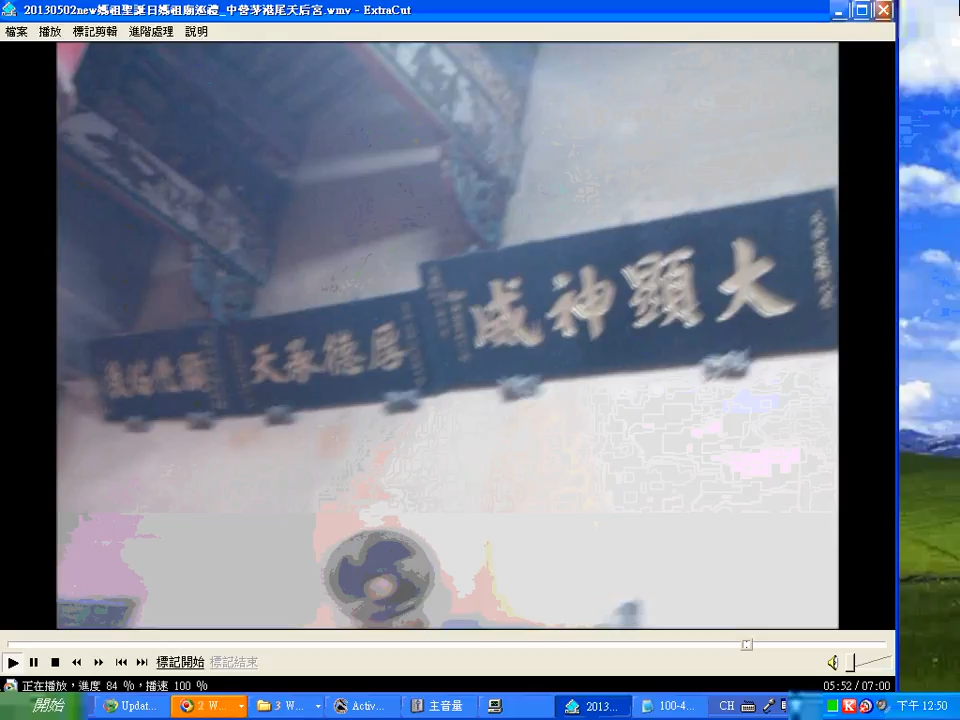 20130502new媽祖聖誕日媽祖廟巡禮_中營茅港尾天后宮.wmv - ExtraCut
檔案 播放 標記剪輯 進階處理 說明
大顯神威
厚德承天
標記開始 標記結束
正在播放，進度 84 %，播速 100 %
05:52 / 07:00
開始 Updat... 2 W... 3 W... Activ... 主音量 2013... 100-4... CH 下午 12:50